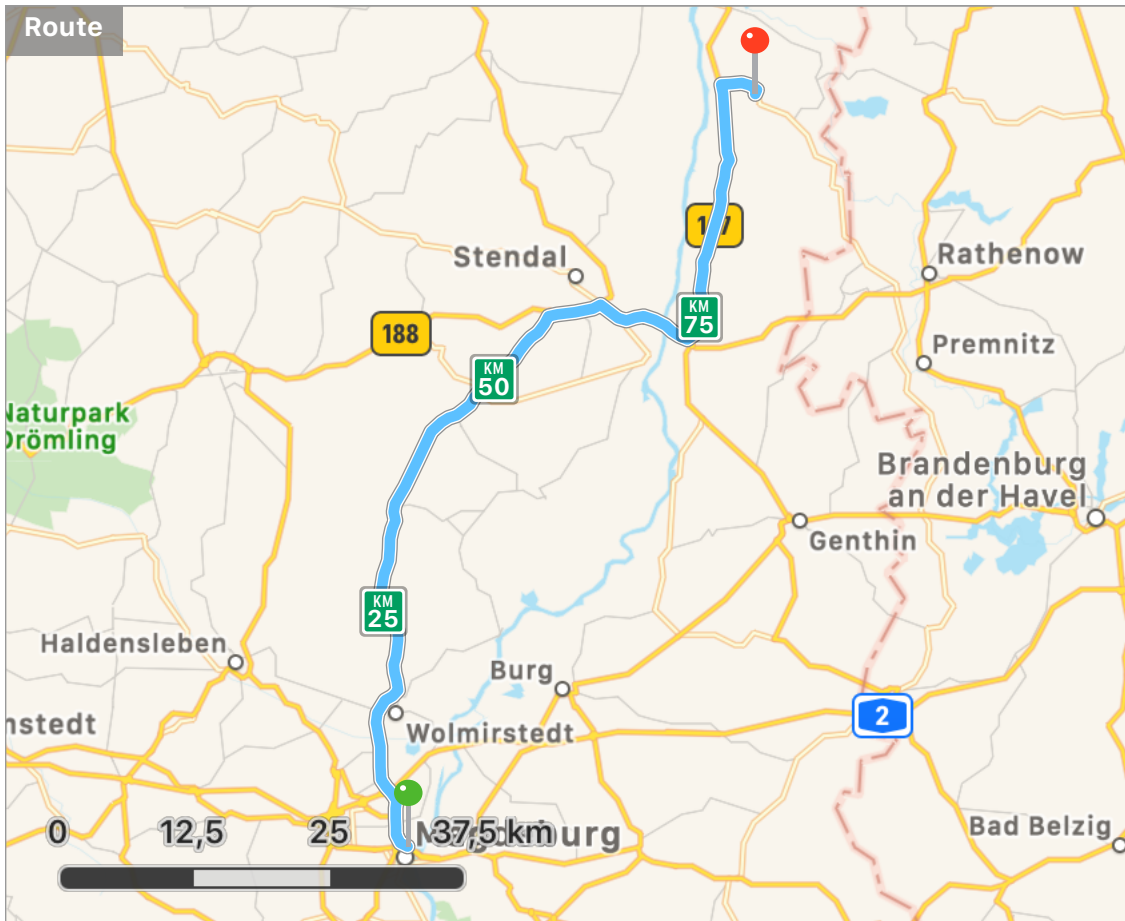 Route
Stendal
Rathenow
KM
75
188
Premnitz
KM
50
Naturpark
Drömling
Brandenburg
an der Havel
Genthin
KM
25
Haldensleben
Burg
nstedt
Wolmirstedt
2
0 12,5 25 37,5 km
Bad Belzig